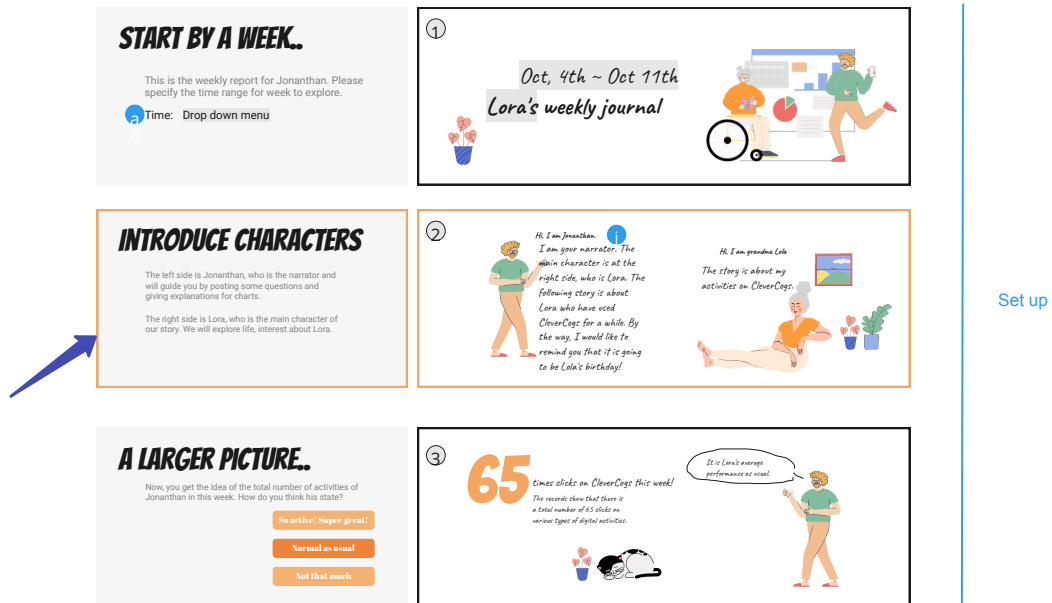 START BY A WEEK..
This is the weekly report for Jonanthan. Please
specify the time range for week to explore.
a
Time: Drop down menu
a
1
Oct, 4th ~ Oct 11th
Lora's weekly journal
INTRODUCE CHARACTERS
The left side is Jonanthan, who is the narrator and
will guide you by posting some questions and
giving explanations for charts.
The right side is Lora, who is the main character of
our story. We will explore life, interest about Lora.
2
Hi, I am Jonanthan.
i
I am your narrator. The
main character is at the
right side, who is Lora. The
following story is about
Lora who have used
CleverCogs for a while. By
the way, I would like to
remind you that it is going
to be Lola's birthday!
Hi, I am grandma Lola
The story is about my
activities on CleverCogs.
Set up
A LARGER PICTURE..
Now, you get the idea of the total number of activities of
Jonanthan in this week. How do you think his state?
So active! Super great!
Normal as usual
Not that much
3
65
times clicks on CleverCogs this week!
The records show that there is
a total number of 65 clicks on
various types of digital activities.
It is Lora's average
performance as usual.